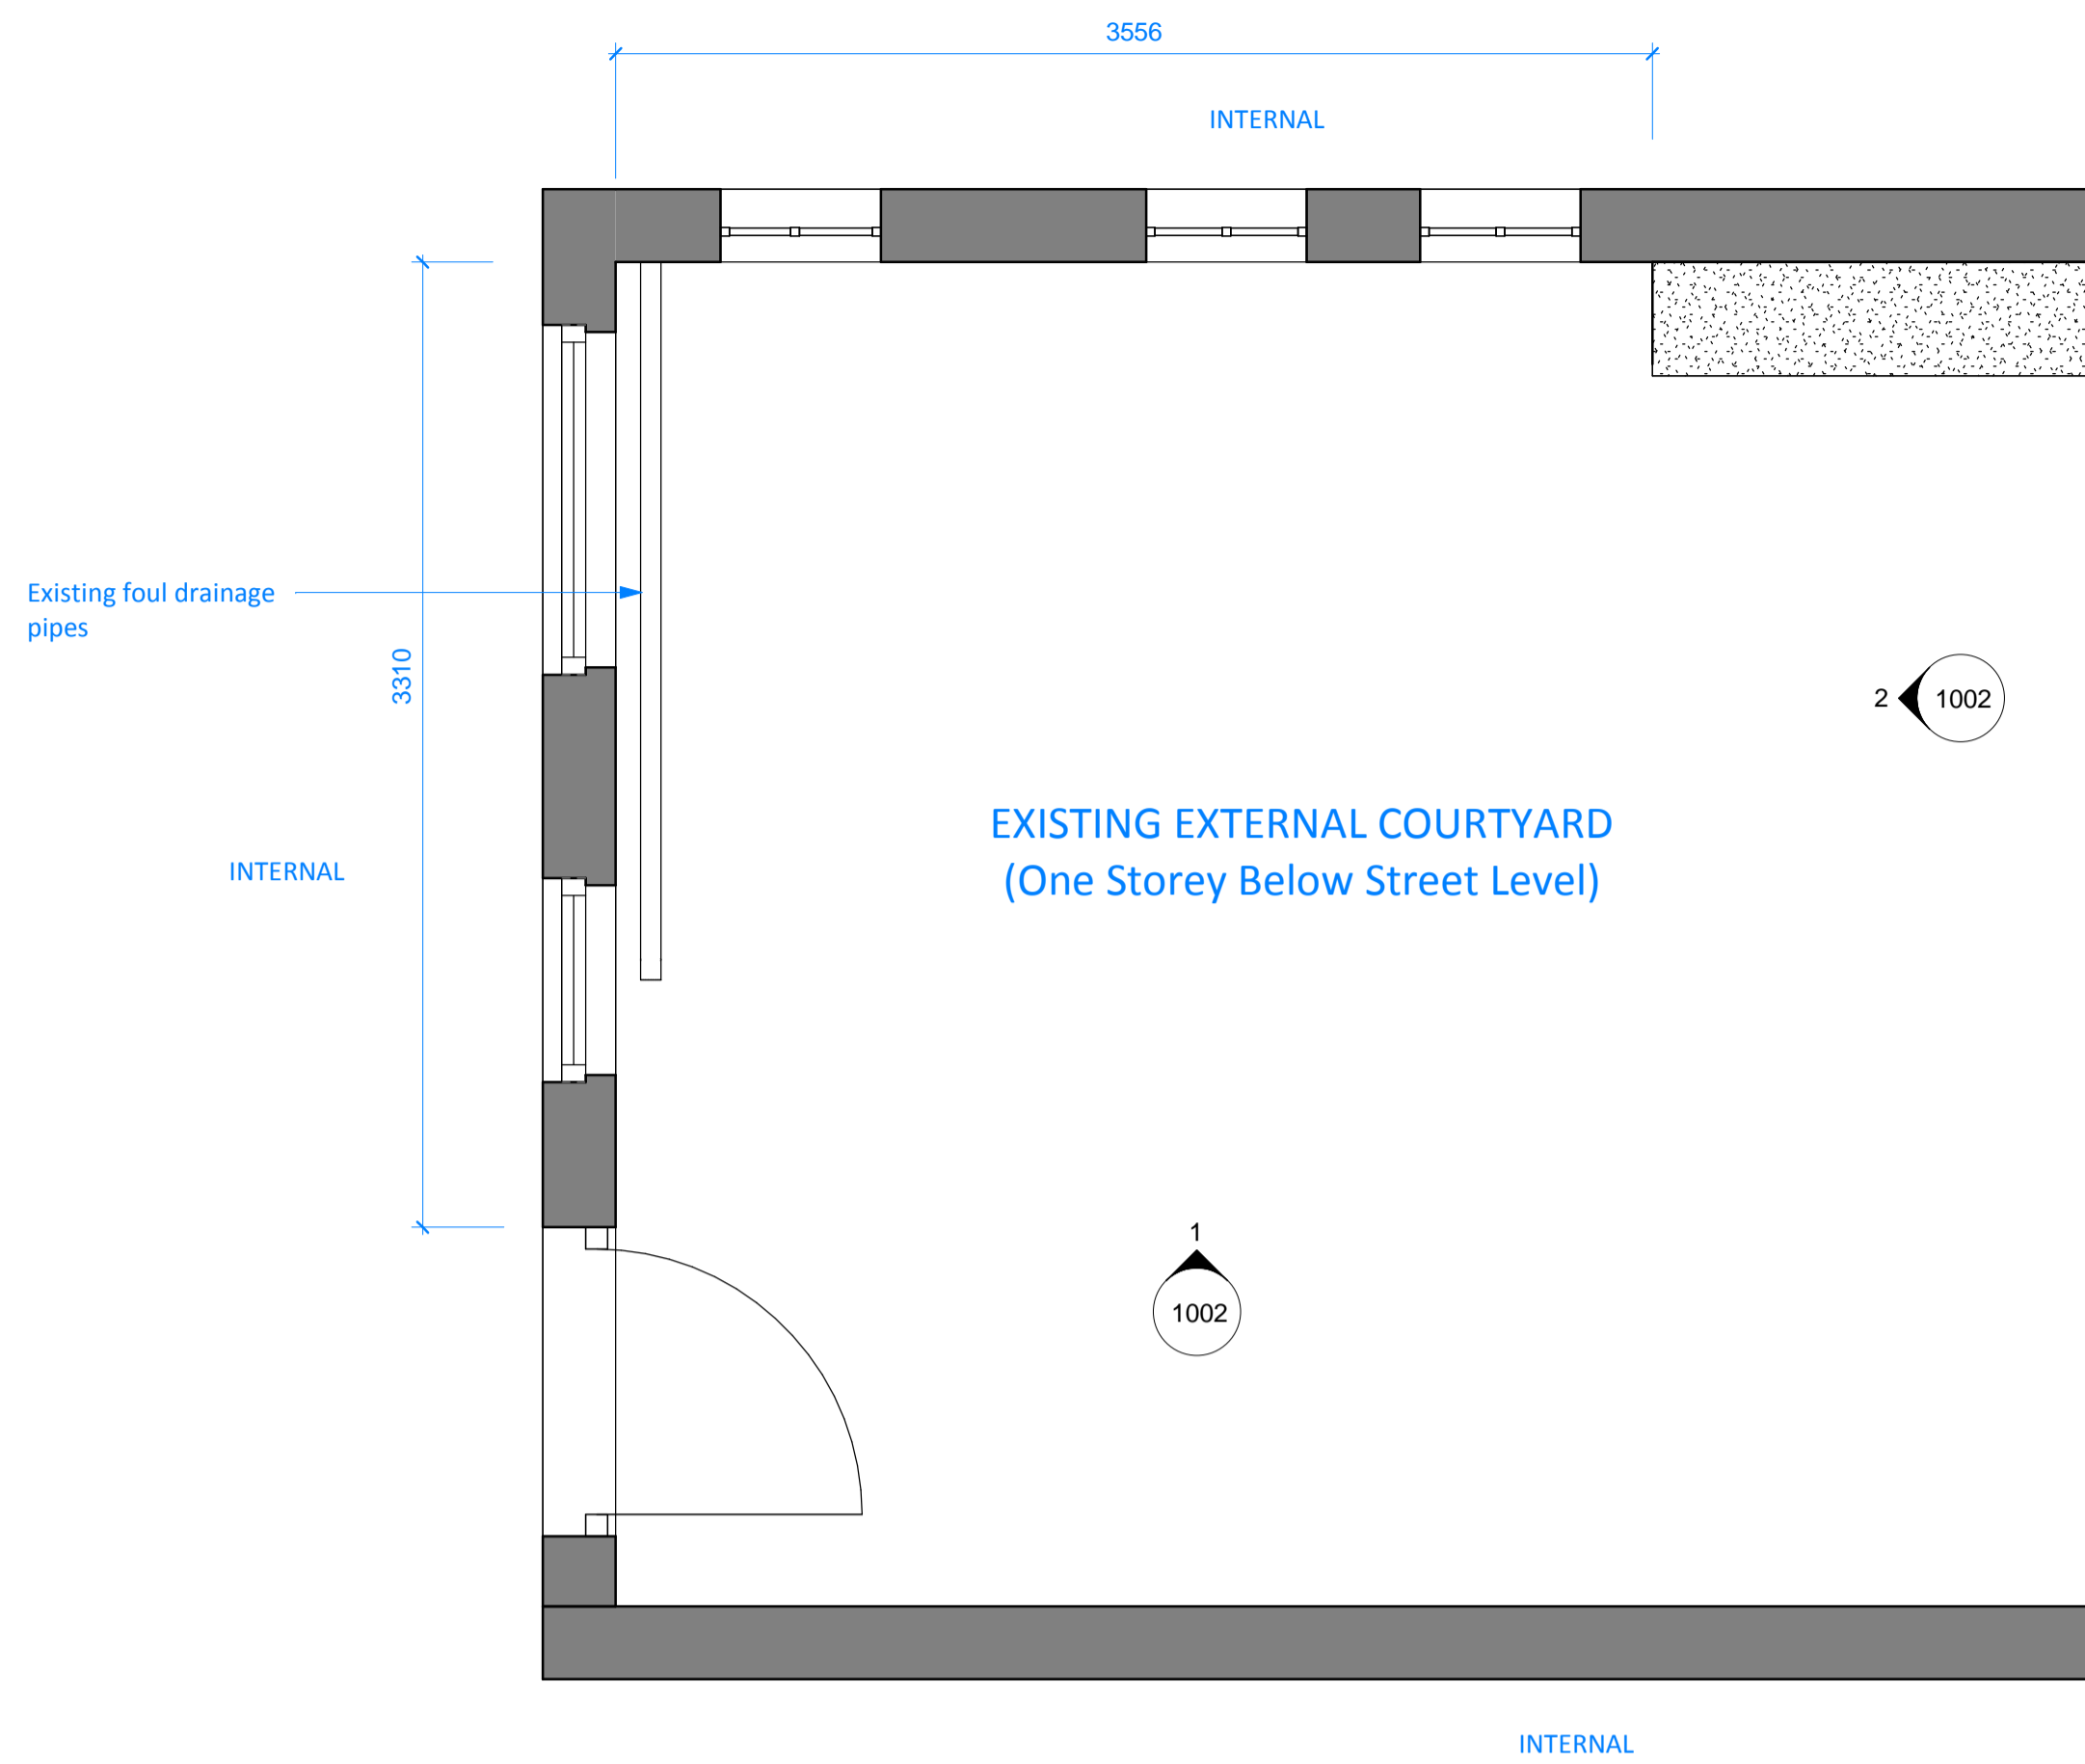 3556
INTERNAL
Existing foul drainage
pipes
3310
2
1002
EXISTING EXTERNAL COURTYARD
(One Storey Below Street Level)
INTERNAL
1
1002
INTERNAL